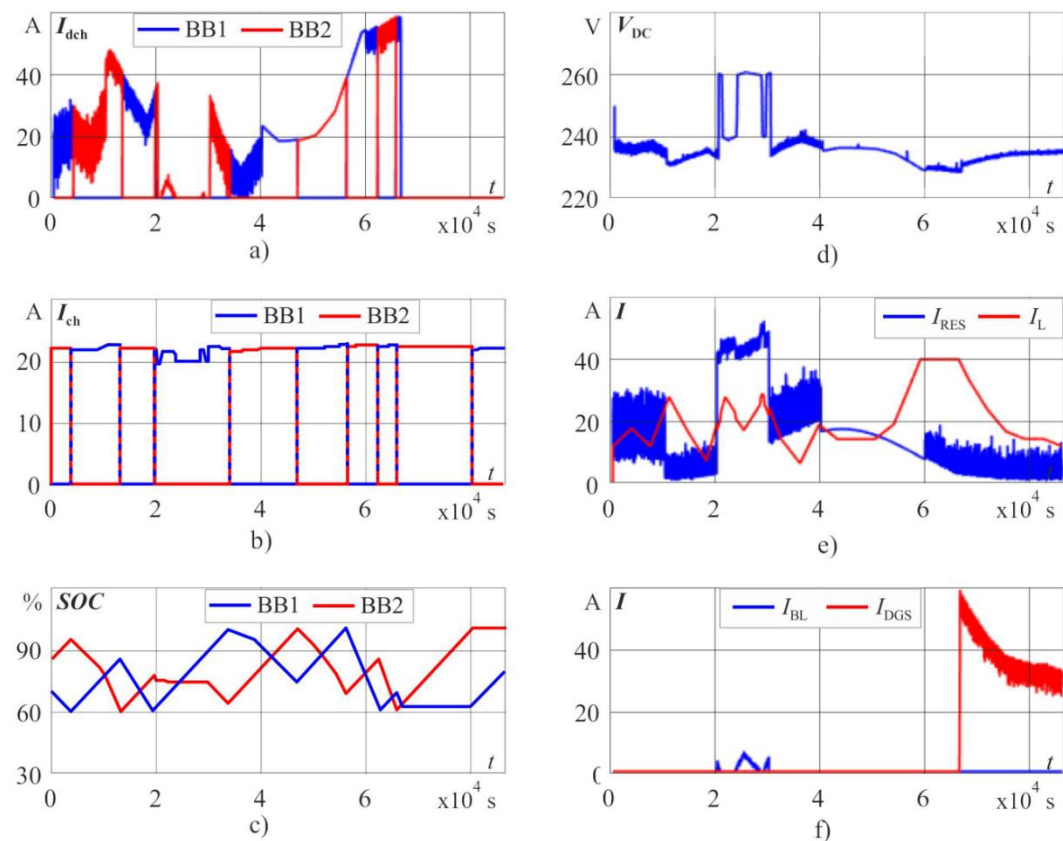 A I_dch BB1 BB2
40
20
0
0 2 4 6 x10^4 s
t
a)
V V_DC
260
240
220
0 2 4 6 x10^4 s
t
d)
A I_ch BB1 BB2
20
10
0
0 2 4 6 x10^4 s
t
b)
A I I_RES I_L
40
20
0
0 2 4 6 x10^4 s
t
e)
% SOC BB1 BB2
90
60
30
0 2 4 6 x10^4 s
t
c)
A I I_BL I_DGS
40
20
0
0 2 4 6 x10^4 s
t
f)